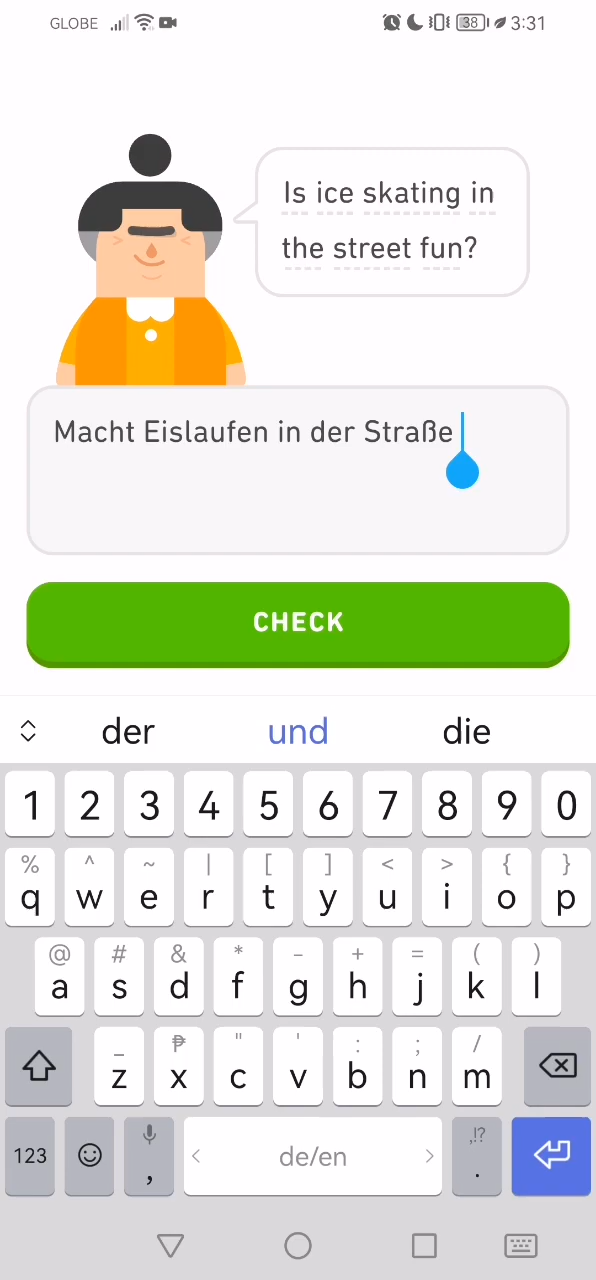 GLOBE 38 3:31
Is ice skating in
the street fun?
Macht Eislaufen in der Straße
CHECK
der und die
1 2 3 4 5 6 7 8 9 0
% ^ ~ | [ ] < > { }
q w e r t y u i o p
@ # & * - + = ( )
a s d f g h j k l
_ ₱ " ' : ; /
z x c v b n m
123 , de/en ,!? .